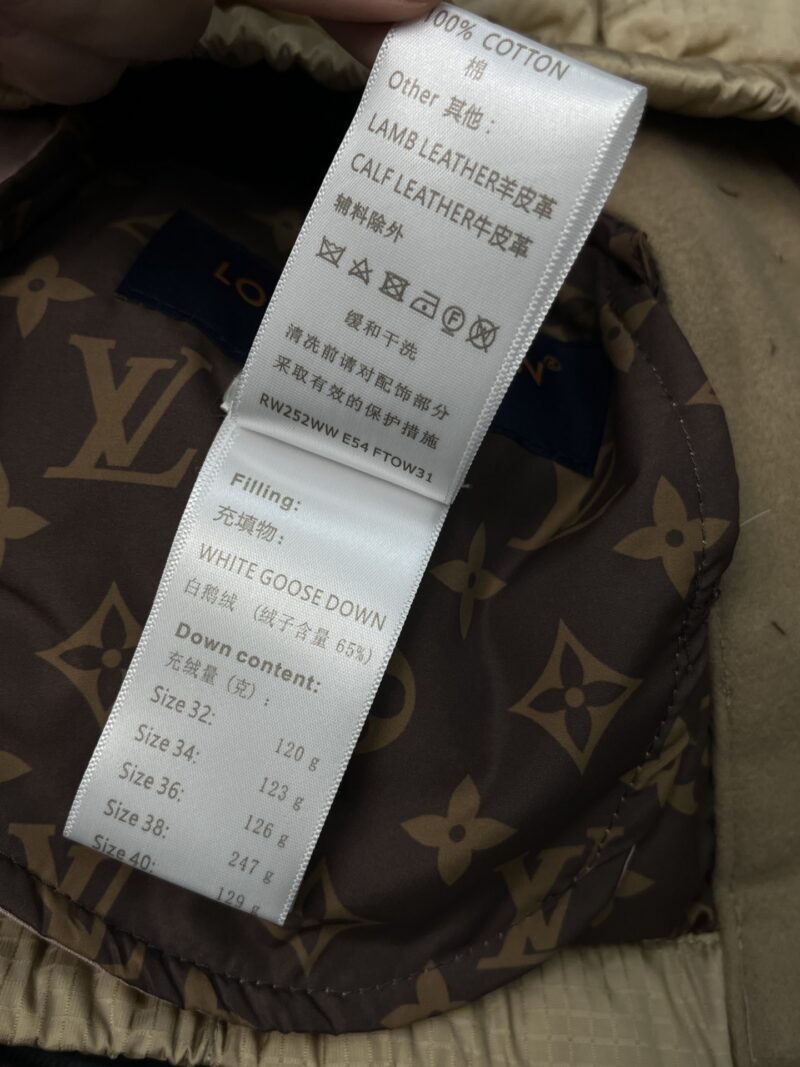 100% COTTON
棉
Other 其他：
LAMB LEATHER羊皮革
CALF LEATHER牛皮革
辅料除外
F
缓和干洗
清洗前请对配饰部分
采取有效的保护措施
RW252WW E54 FTOW31
Filling:
充填物：
WHITE GOOSE DOWN
白鹅绒 (绒子含量 65%)
Down content:
充绒量 (克)：
Size 32: 120 g
Size 34: 123 g
Size 36: 126 g
Size 38: 247 g
Size 40: 129 g
LV